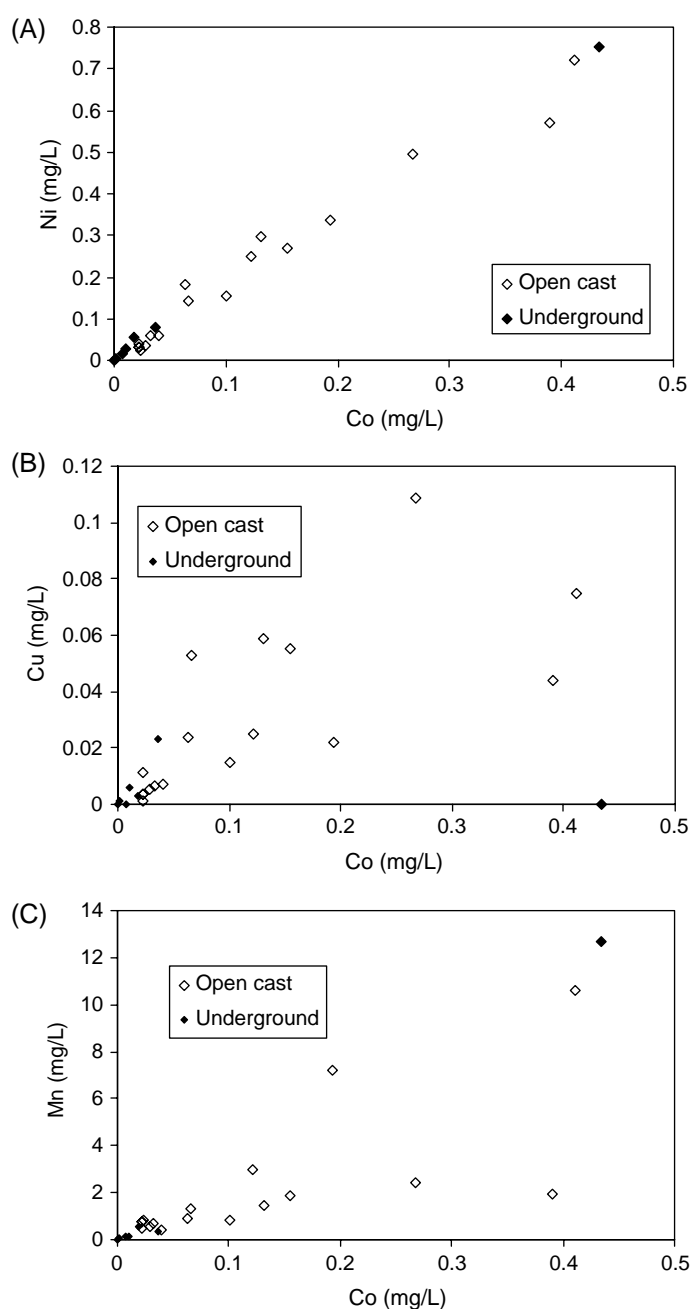 (A)
0.8
0.7
0.6
0.5
0.4
0.3
0.2
0.1
0
Ni (mg/L)
Open cast
Underground
0 0.1 0.2 0.3 0.4 0.5
Co (mg/L)
(B)
0.12
0.1
0.08
0.06
0.04
0.02
0
Cu (mg/L)
Open cast
Underground
0 0.1 0.2 0.3 0.4 0.5
Co (mg/L)
(C)
14
12
10
8
6
4
2
0
Mn (mg/L)
Open cast
Underground
0 0.1 0.2 0.3 0.4 0.5
Co (mg/L)